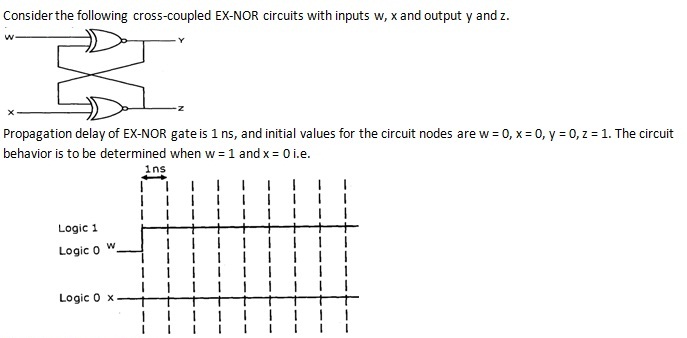 Consider the following cross-coupled EX-NOR circuits with inputs w, x and output y and z.
W
Y
X
Z
Propagation delay of EX-NOR gate is 1 ns, and initial values for the circuit nodes are w = 0, x = 0, y = 0, z = 1. The circuit
behavior is to be determined when w = 1 and x = 0 i.e.
1ns
Logic 1
Logic 0 W
Logic 0 X